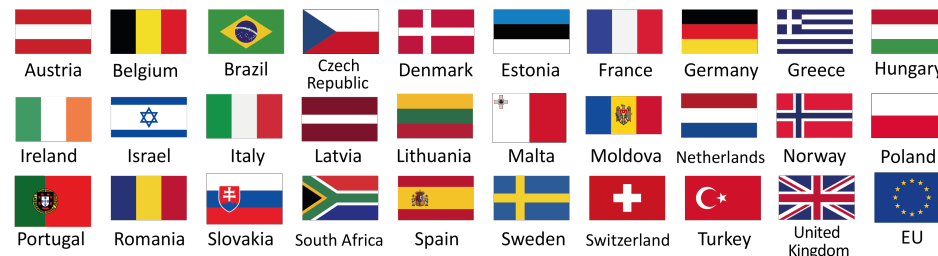 Austria Belgium Brazil Czech Republic Denmark Estonia France Germany Greece Hungary
Ireland Israel Italy Latvia Lithuania Malta Moldova Netherlands Norway Poland
Portugal Romania Slovakia South Africa Spain Sweden Switzerland Turkey United Kingdom EU